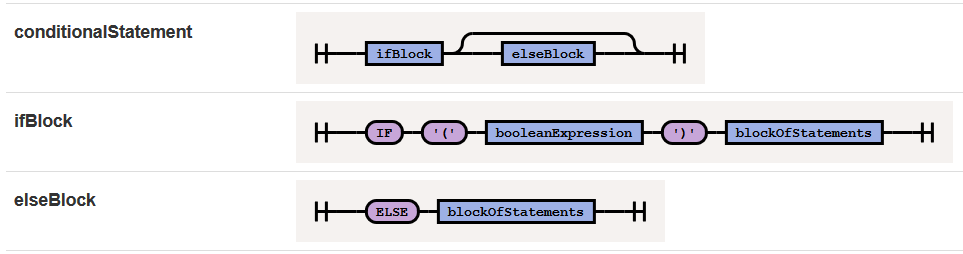 conditionalStatement
ifBlock elseBlock
ifBlock
IF '(' booleanExpression ')' blockOfStatements
elseBlock
ELSE blockOfStatements